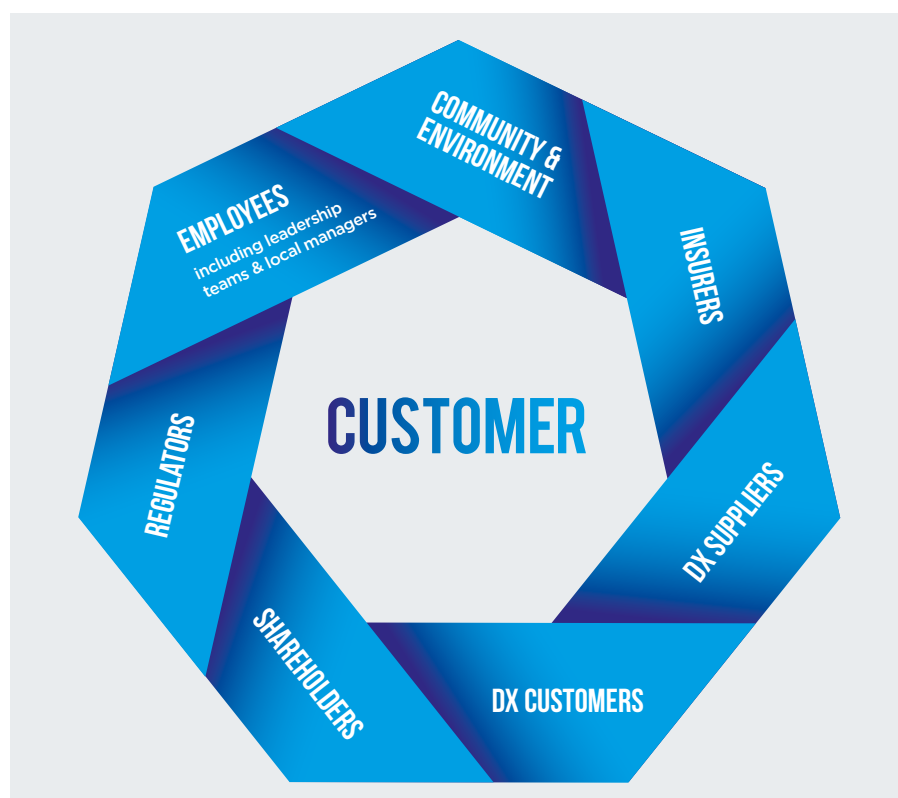 COMMUNITY &
ENVIRONMENT
INSURERS
DX SUPPLIERS
DX CUSTOMERS
SHAREHOLDERS
REGULATORS
EMPLOYEES
including leadership
teams & local managers
CUSTOMER